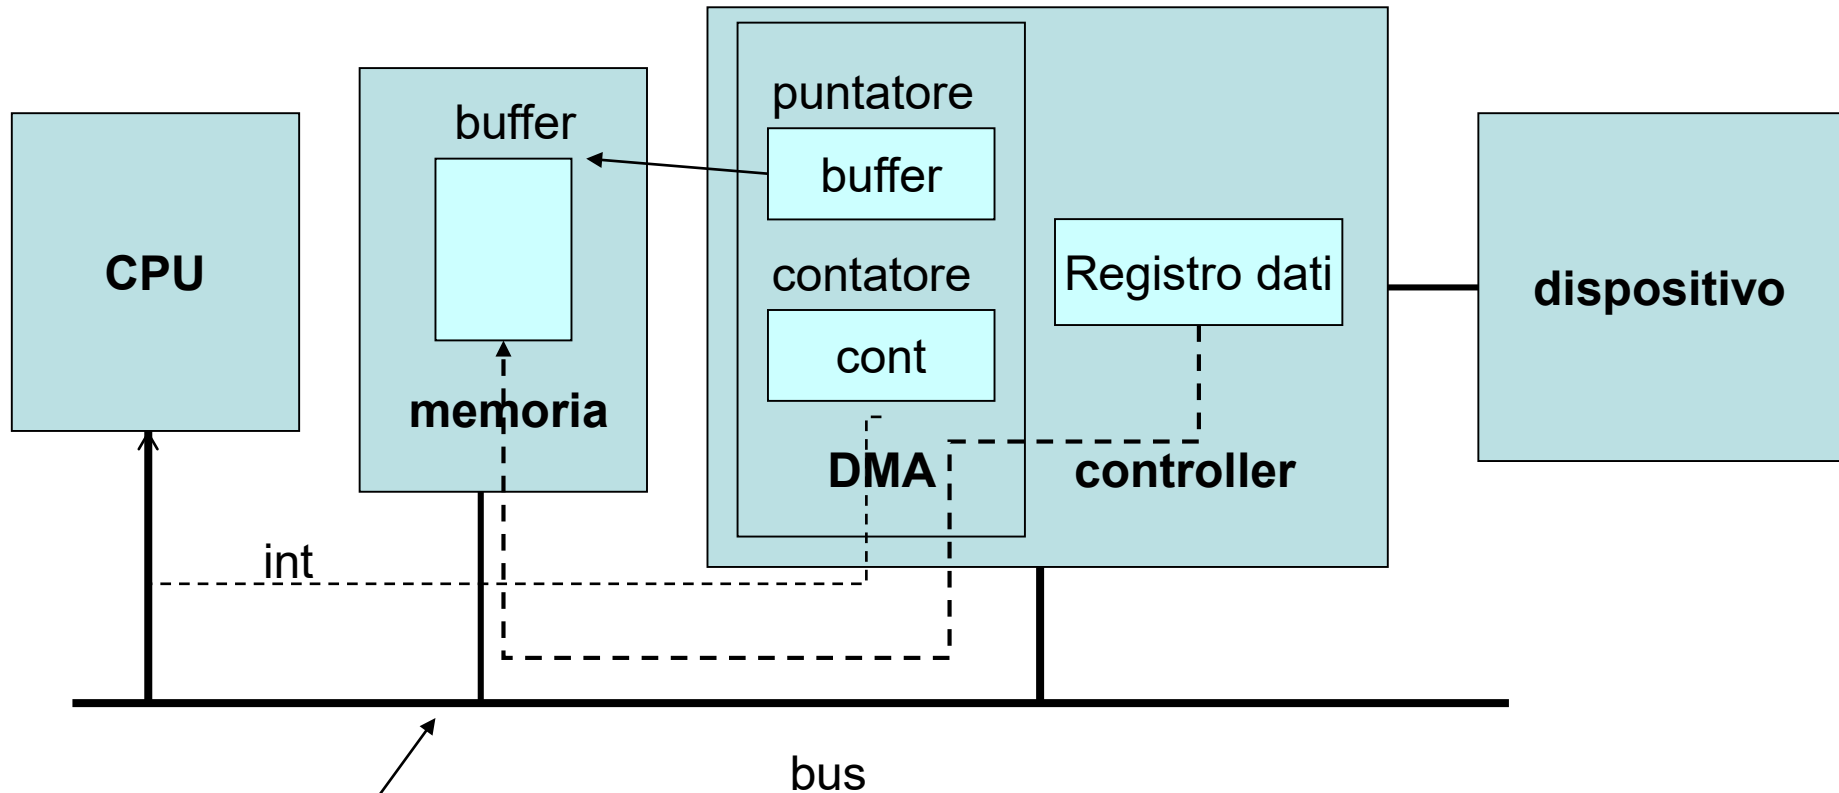 CPU
buffer
memoria
puntatore
buffer
contatore
cont
DMA
Registro dati
controller
dispositivo
int
bus